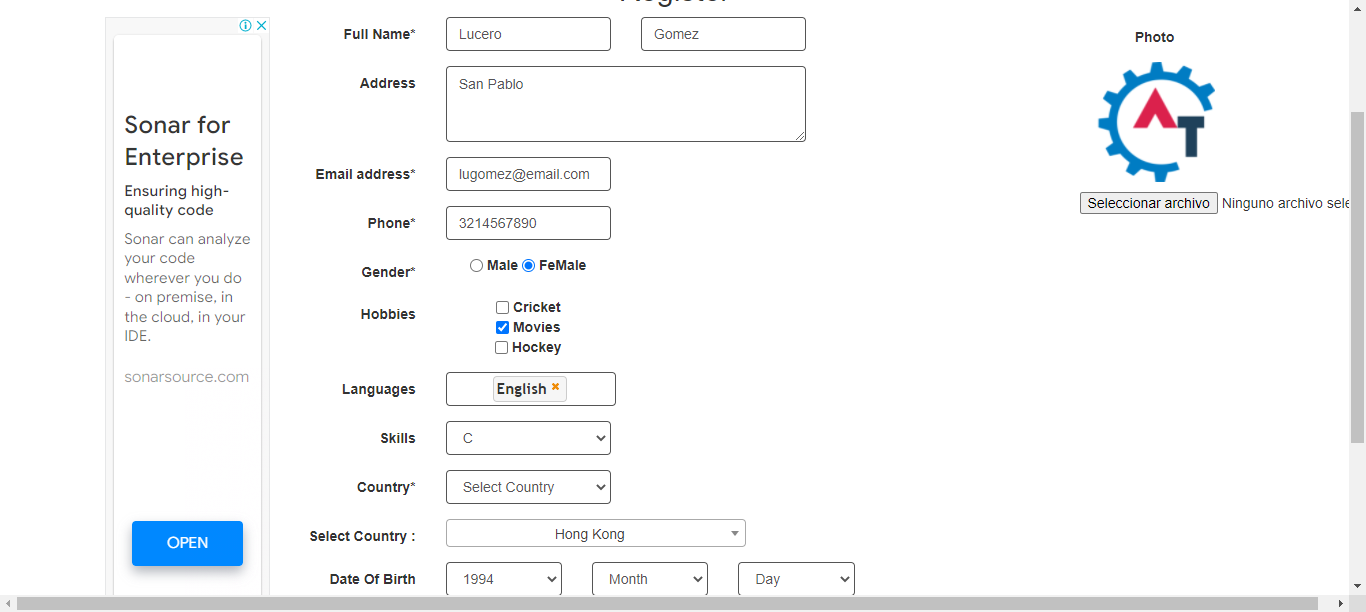 Register
Full Name* Lucero Gomez
Photo
Address San Pablo
AT
Sonar for
Enterprise
Ensuring high-
quality code
Sonar can analyze
your code
wherever you do
- on premise, in
the cloud, in your
IDE.
sonarsource.com
OPEN
Email address* lugomez@email.com
Seleccionar archivo Ninguno archivo sele
Phone* 3214567890
Gender* Male FeMale
Hobbies Cricket
Movies
Hockey
Languages English
Skills C
Country* Select Country
Select Country : Hong Kong
Date Of Birth 1994 Month Day